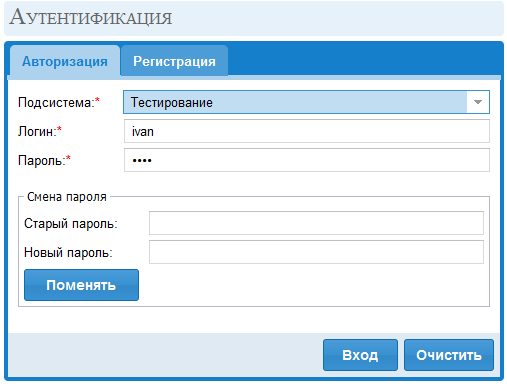 Аутентификация
Авторизация Регистрация
Подсистема:* Тестирование
Логин:* ivan
Пароль:* ••••
Смена пароля
Старый пароль:
Новый пароль:
Поменять
Вход Очистить